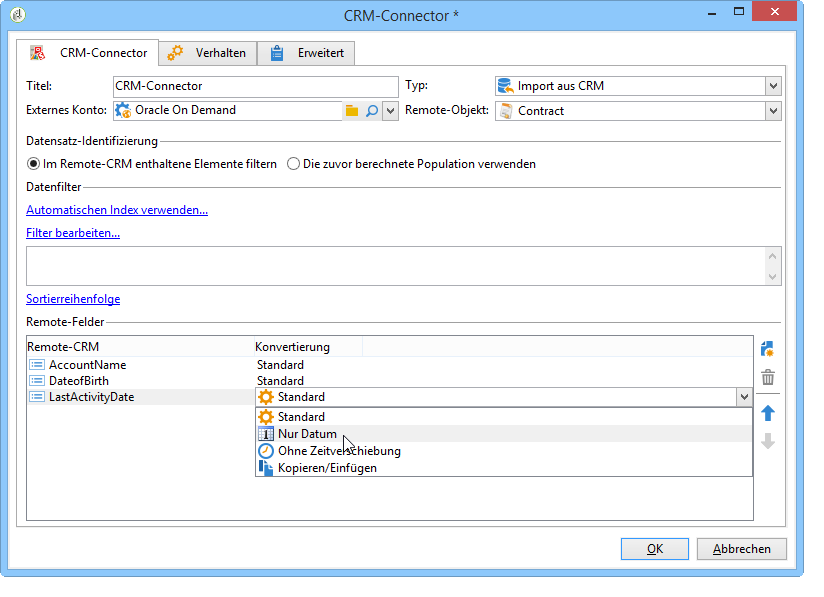 CRM-Connector *
CRM-Connector Verhalten Erweitert
Titel: CRM-Connector Typ: Import aus CRM
Externes Konto: Oracle On Demand Remote-Objekt: Contract
Datensatz-Identifizierung
Im Remote-CRM enthaltene Elemente filtern Die zuvor berechnete Population verwenden
Datenfilter
Automatischen Index verwenden...
Filter bearbeiten...
Sortierreihenfolge
Remote-Felder
Remote-CRM Konvertierung
AccountName Standard
DateofBirth Standard
LastActivityDate Standard
Standard
Nur Datum
Ohne Zeitverschiebung
Kopieren/Einfügen
OK Abbrechen